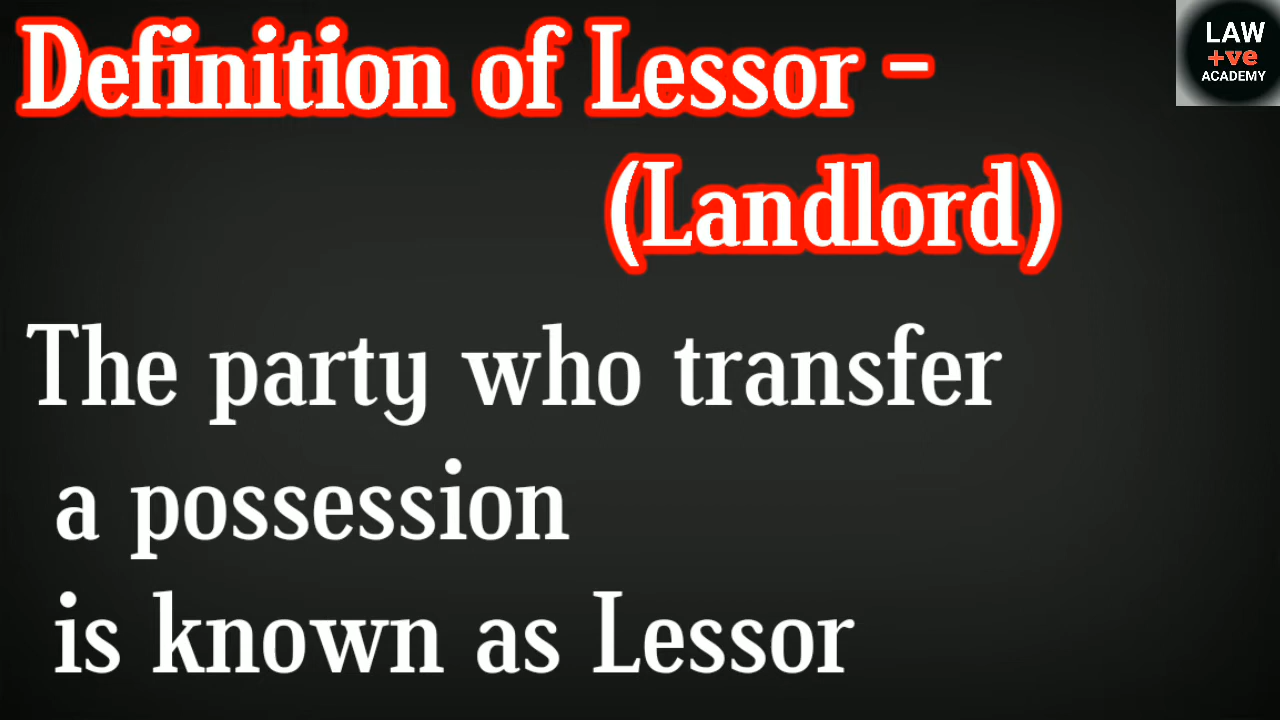 Definition of Lessor –
(Landlord)
The party who transfer
a possession
is known as Lessor
LAW
+ve
ACADEMY